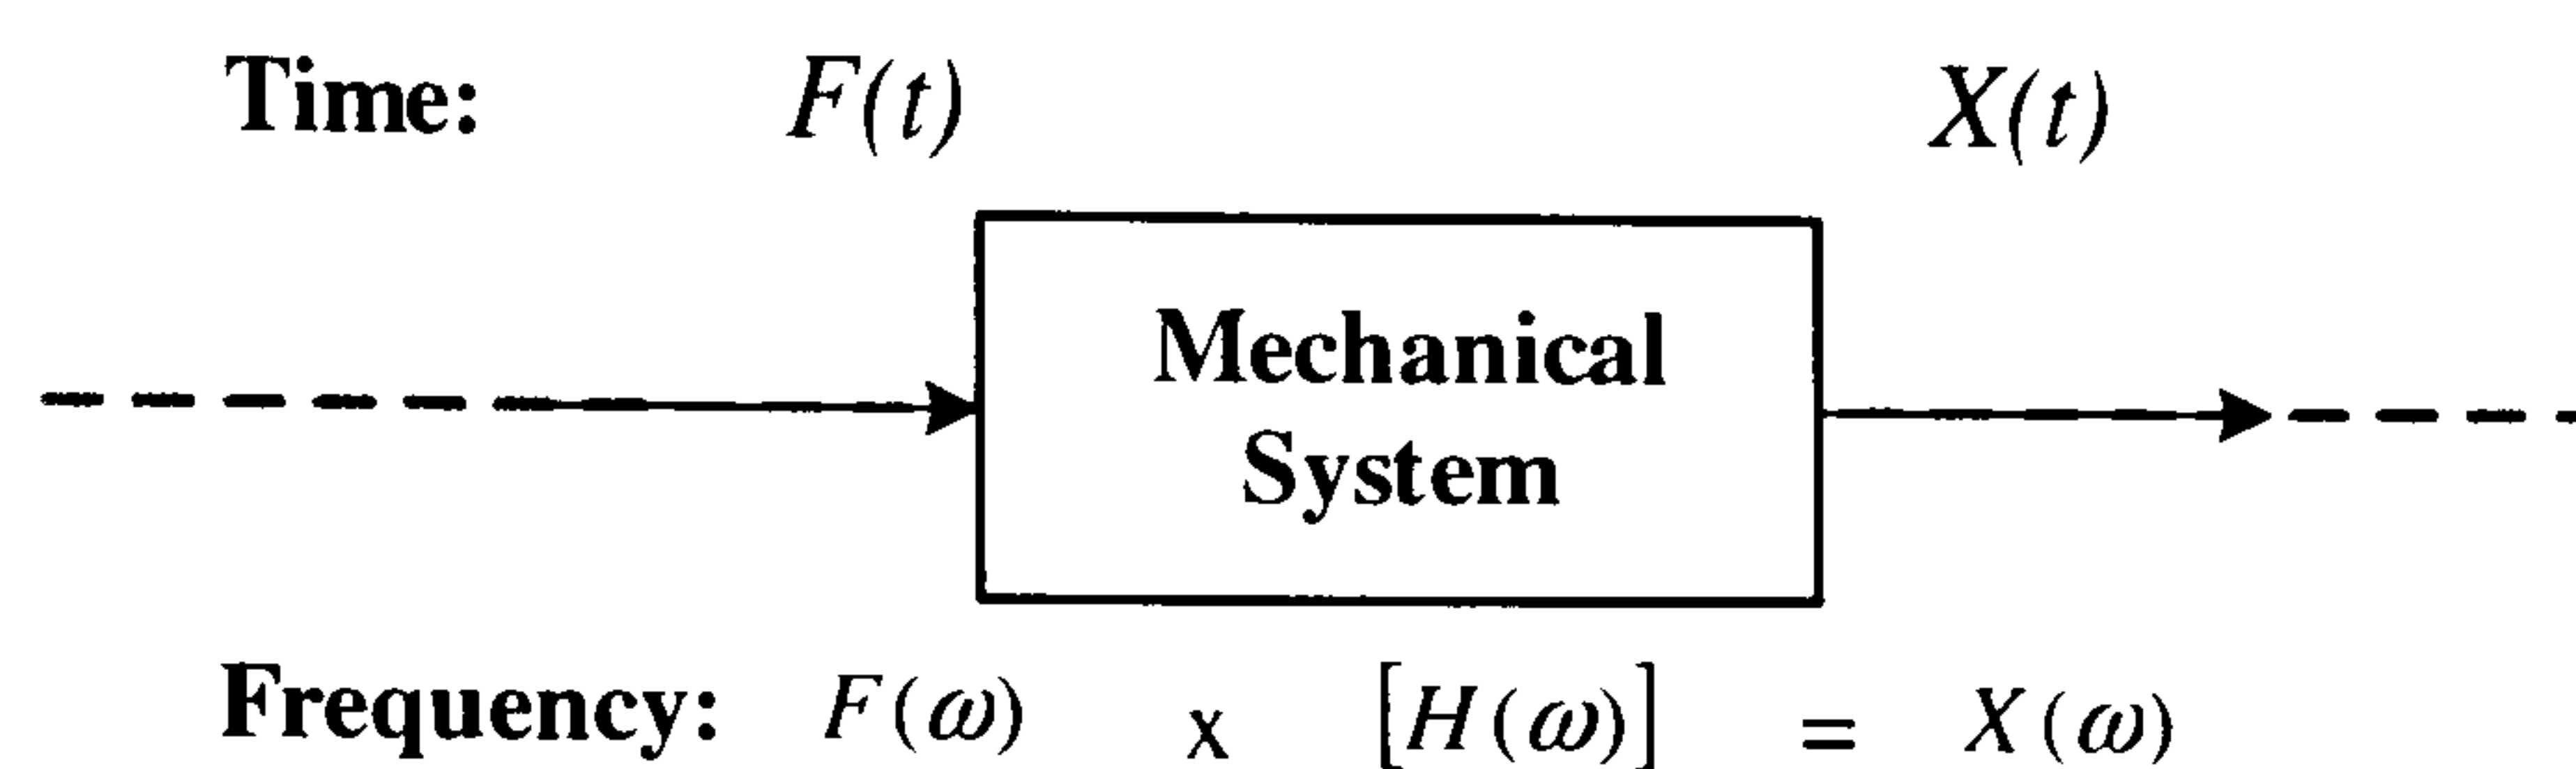 Time: F(t) X(t)
Mechanical
System
Frequency: F(ω) x [H(ω)] = X(ω)